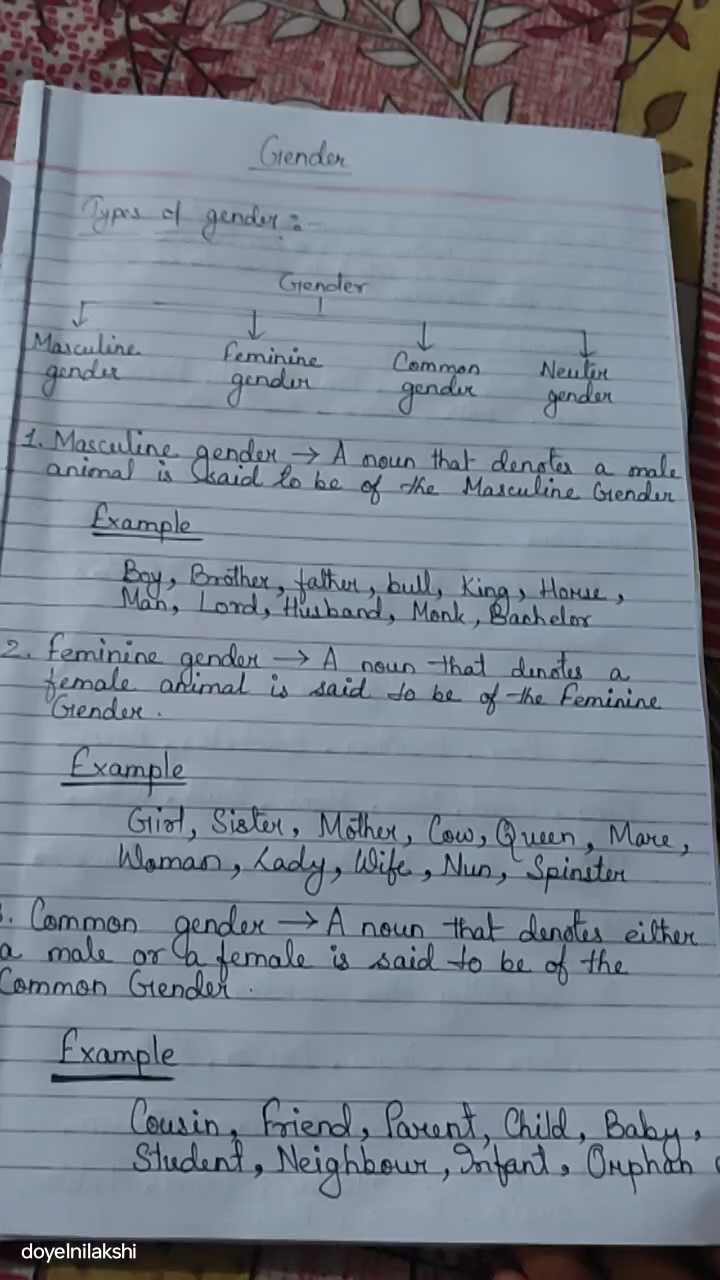 Gender
Types of gender :-
Gender
Masculine gender
Feminine gender
Common gender
Neuter gender
1. Masculine gender → A noun that denotes a male
animal is said to be of the Masculine Gender
Example
Boy, Brother, father, bull, King, Horse,
Man, Lord, Husband, Monk, Bachelor
2. Feminine gender → A noun that denotes a
female animal is said to be of the Feminine
Gender.
Example
Girl, Sister, Mother, Cow, Queen, Mare,
Woman, Lady, Wife, Nun, Spinster
3. Common gender → A noun that denotes either
a male or a female is said to be of the
Common Gender.
Example
Cousin, Friend, Parent, Child, Baby,
Student, Neighbour, Infant, Orphan
doyelnilakshi